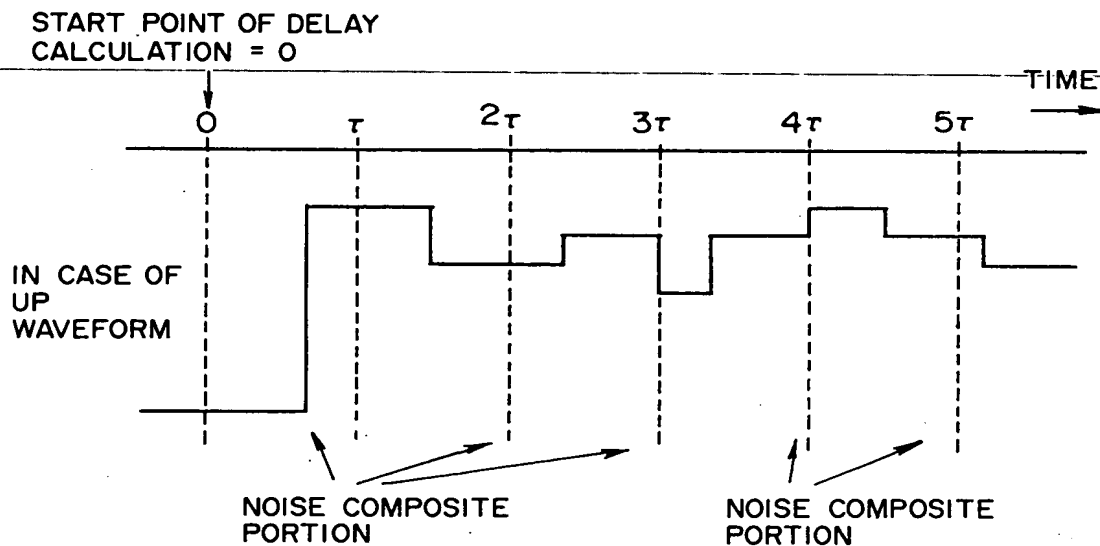 START POINT OF DELAY
CALCULATION = 0
TIME
0 τ 2τ 3τ 4τ 5τ
IN CASE OF
UP
WAVEFORM
NOISE COMPOSITE
PORTION
NOISE COMPOSITE
PORTION